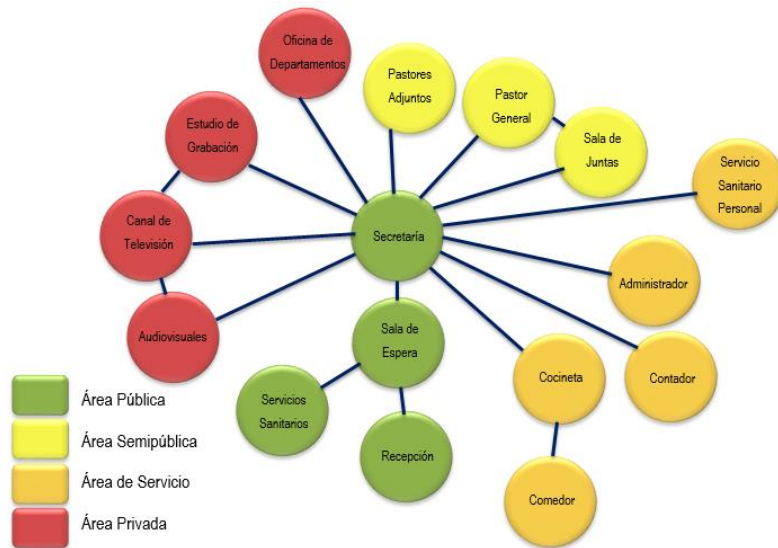 Oficina de
Departamentos
Pastores
Adjuntos
Pastor
General
Sala de
Juntas
Estudio de
Grabación
Servicio
Sanitario
Personal
Canal de
Televisión
Secretaría
Administrador
Audiovisuales
Sala de
Espera
Cocineta
Contador
Servicios
Sanitarios
Recepción
Comedor
Área Pública
Área Semipública
Área de Servicio
Área Privada